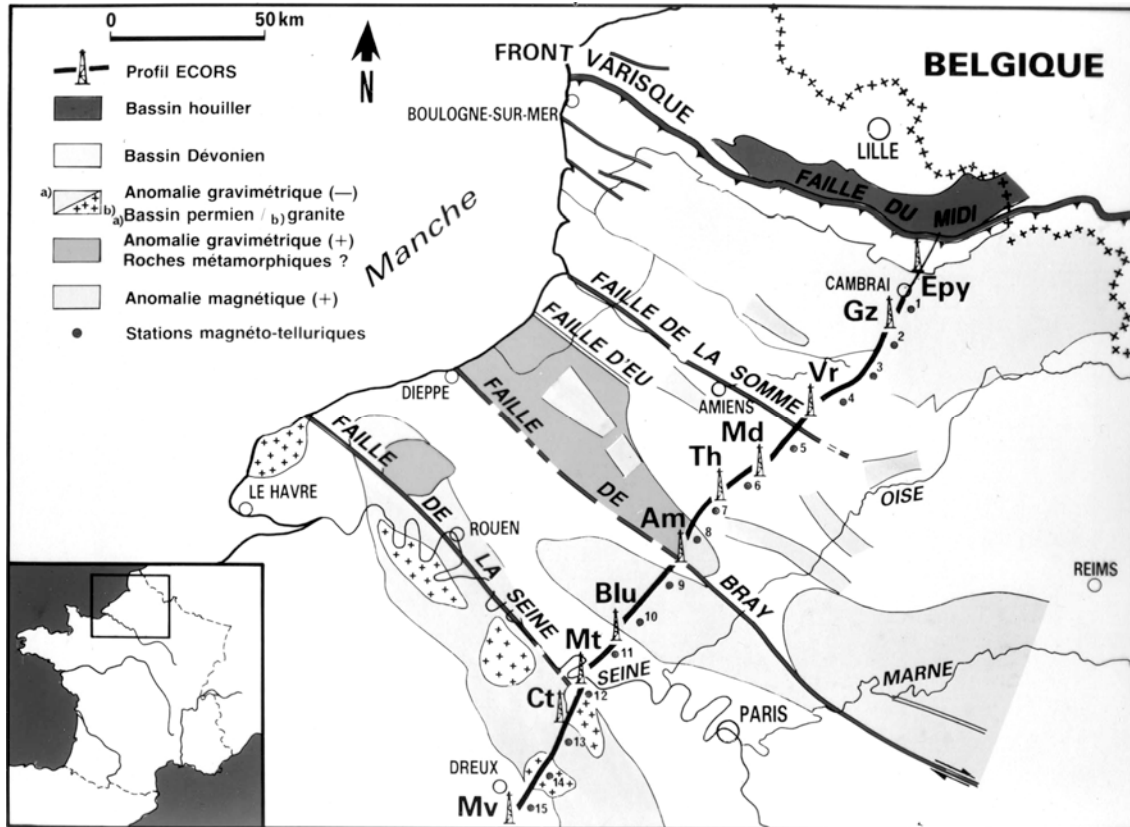 0 50 km
Profil ECORS
Bassin houiller
Bassin Dévonien
a) b) Anomalie gravimétrique (—)
a) Bassin permien / b) granite
Anomalie gravimétrique (+)
Roches métamorphiques ?
Anomalie magnétique (+)
Stations magnéto-telluriques
N
FRONT VARISQUE
BELGIQUE
BOULOGNE-SUR-MER
LILLE
FAILLE DU MIDI
Manche
CAMBRAI
Epy
1
Gz
2
FAILLE DE LA SOMME
FAILLE D'EU
3
Vr
DIEPPE
AMIENS
4
FAILLE DE BRAY
Md
5
Th
6
OISE
FAILLE DE LA SEINE
LE HAVRE
7
Am
ROUEN
8
REIMS
9
Blu
10
Mt
11
SEINE
MARNE
Ct
12
PARIS
13
DREUX
14
Mv
15